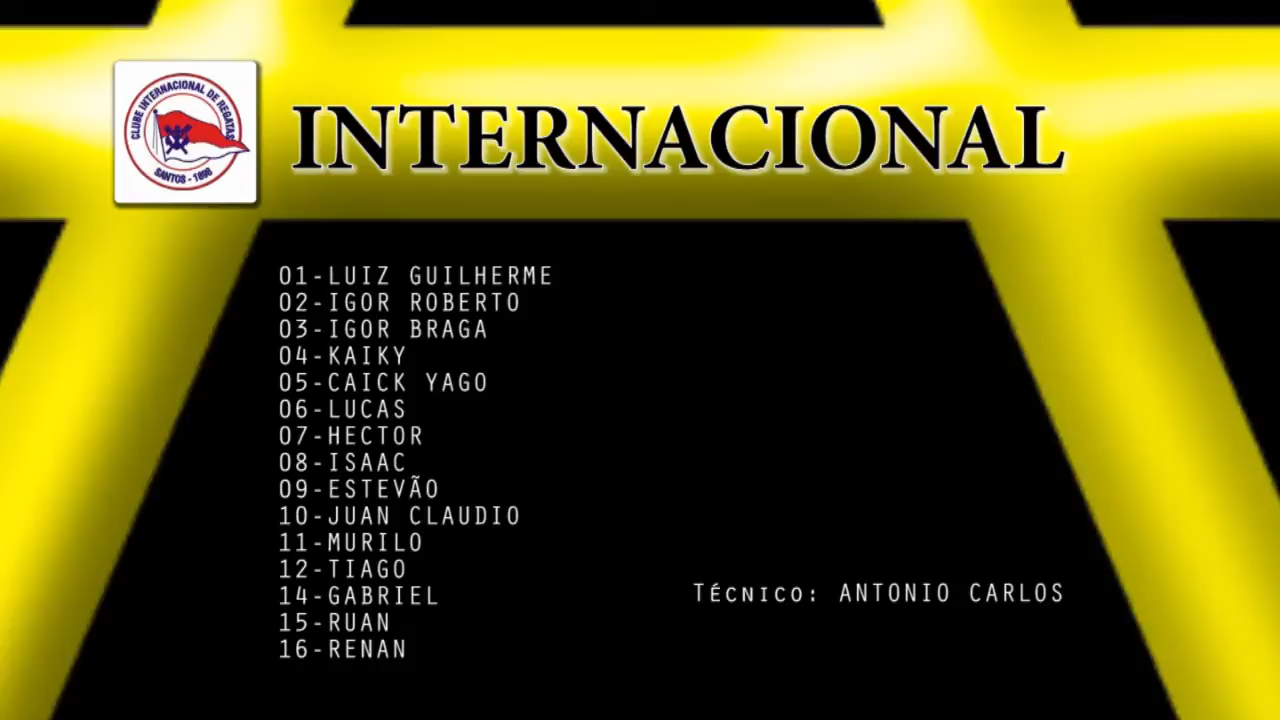 CLUBE INTERNACIONAL DE REGATAS
SANTOS - 1898
INTERNACIONAL
01-LUIZ GUILHERME
02-IGOR ROBERTO
03-IGOR BRAGA
04-KAIKY
05-CAICK YAGO
06-LUCAS
07-HECTOR
08-ISAAC
09-ESTEVÃO
10-JUAN CLAUDIO
11-MURILO
12-TIAGO
14-GABRIEL
15-RUAN
16-RENAN
TÉCNICO: ANTONIO CARLOS